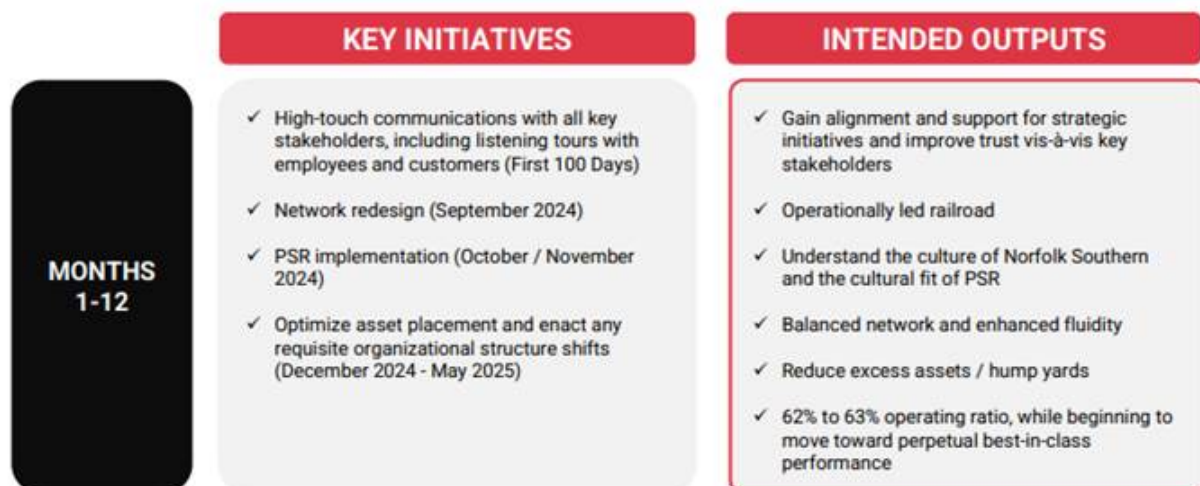 KEY INITIATIVES
INTENDED OUTPUTS
MONTHS
1-12
✓ High-touch communications with all key
stakeholders, including listening tours with
employees and customers (First 100 Days)
✓ Network redesign (September 2024)
✓ PSR implementation (October / November
2024)
✓ Optimize asset placement and enact any
requisite organizational structure shifts
(December 2024 - May 2025)
✓ Gain alignment and support for strategic
initiatives and improve trust vis-à-vis key
stakeholders
✓ Operationally led railroad
✓ Understand the culture of Norfolk Southern
and the cultural fit of PSR
✓ Balanced network and enhanced fluidity
✓ Reduce excess assets / hump yards
✓ 62% to 63% operating ratio, while beginning to
move toward perpetual best-in-class
performance